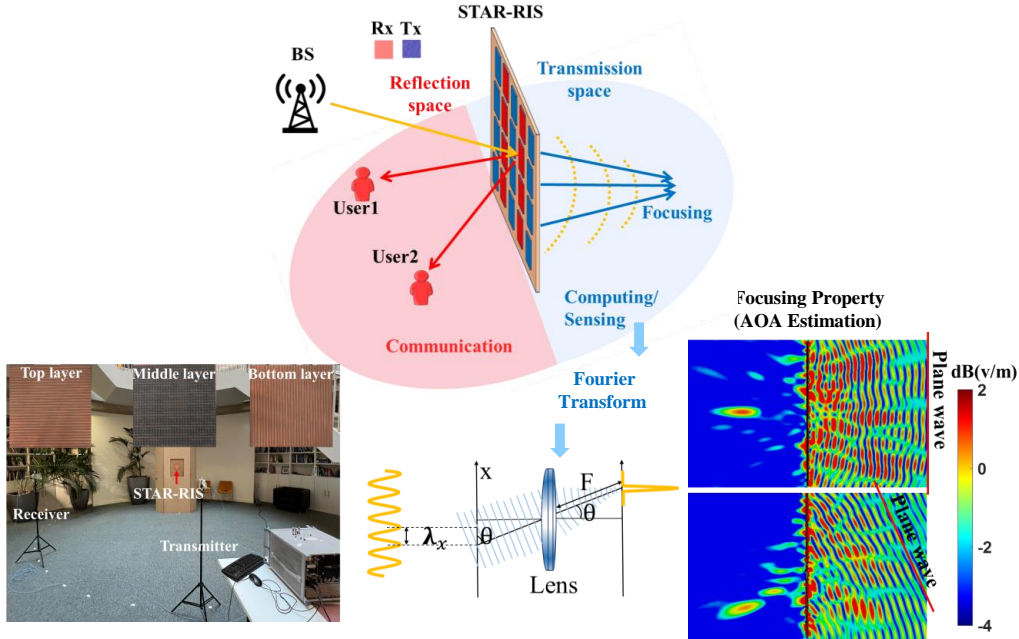 STAR-RIS
Rx Tx
BS
Reflection
space
Transmission
space
User1
Focusing
User2
Computing/
Sensing
Communication
Focusing Property
(AOA Estimation)
Fourier
Transform
Top layer
Middle layer
Bottom layer
STAR-RIS
Receiver
Transmitter
x
F
θ
θ
λx
Lens
Plane wave
Plane wave
dB(v/m)
2
0
-2
-4